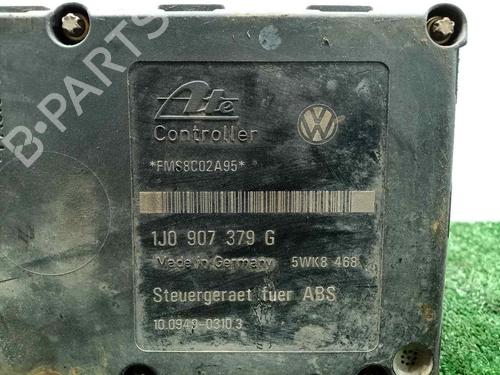 B-PARTS
Ate
Controller
*FMS8C02A95*
1J0 907 379 G
Made in Germany 5WK8 468
Steuergeraet fuer ABS
10.0949-0310.3